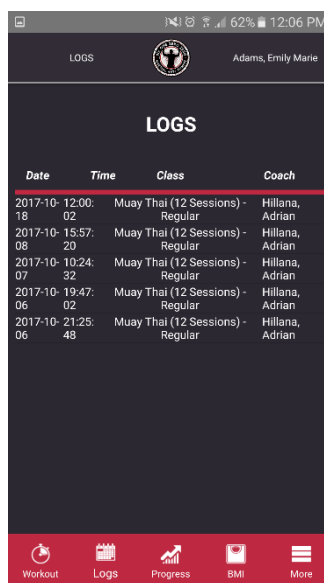 62% 12:06 PM
LOGS Adams, Emily Marie
LOGS
Date Time Class Coach
2017-10- 12:00: Muay Thai (12 Sessions) - Hillana,
18 02 Regular Adrian
2017-10- 15:57: Muay Thai (12 Sessions) - Hillana,
08 20 Regular Adrian
2017-10- 10:24: Muay Thai (12 Sessions) - Hillana,
07 32 Regular Adrian
2017-10- 19:47: Muay Thai (12 Sessions) - Hillana,
06 02 Regular Adrian
2017-10- 21:25: Muay Thai (12 Sessions) - Hillana,
06 48 Regular Adrian
Workout Logs Progress BMI More